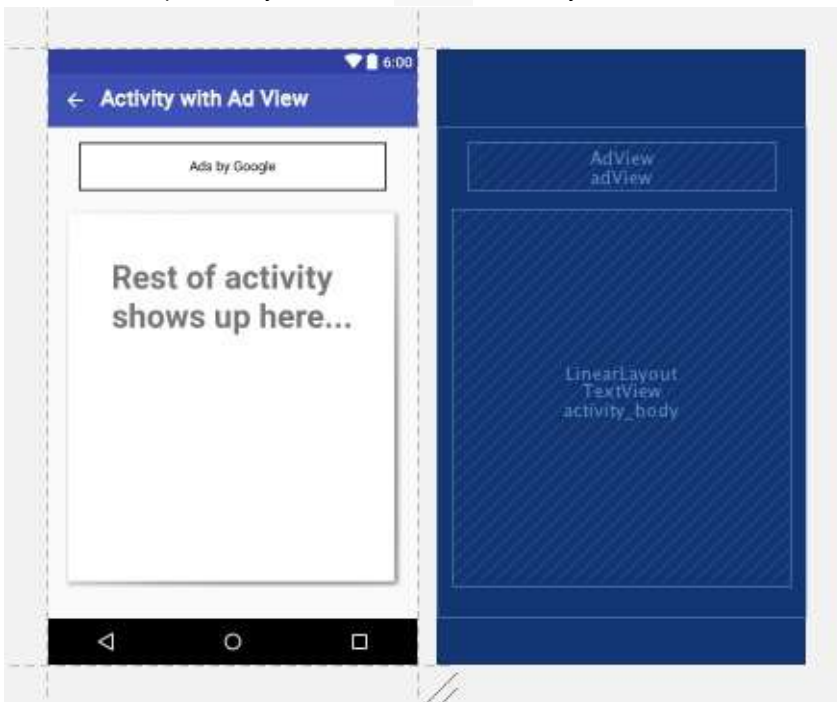 6:00
Activity with Ad View
Ads by Google
Rest of activity
shows up here...
AdView
adView
LinearLayout
TextView
activity_body